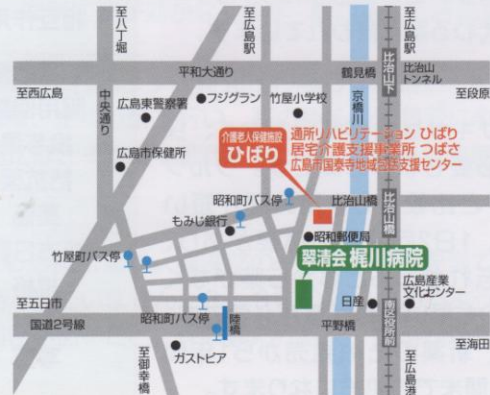 至八丁堀
至広島駅
至広島駅
平和大通り
鶴見橋
比治山
トンネル
比治山下
至西広島
至段原
中央通り
広島東警察署
フジグラン
竹屋小学校
京橋川
介護老人保健施設
ひばり
通所リハビリテーション ひばり
居宅介護支援事業所 つばさ
広島市国泰寺地域包括支援センター
広島市保健所
昭和町バス停
比治山橋
比治山橋
もみじ銀行
昭和郵便局
竹屋町バス停
翠清会 梶川病院
広島産業
文化センター
日産
至五日市
昭和町バス停
陸橋
国道2号線
平野橋
南区役所前
至海田
ガストピア
至御幸橋
至広島港